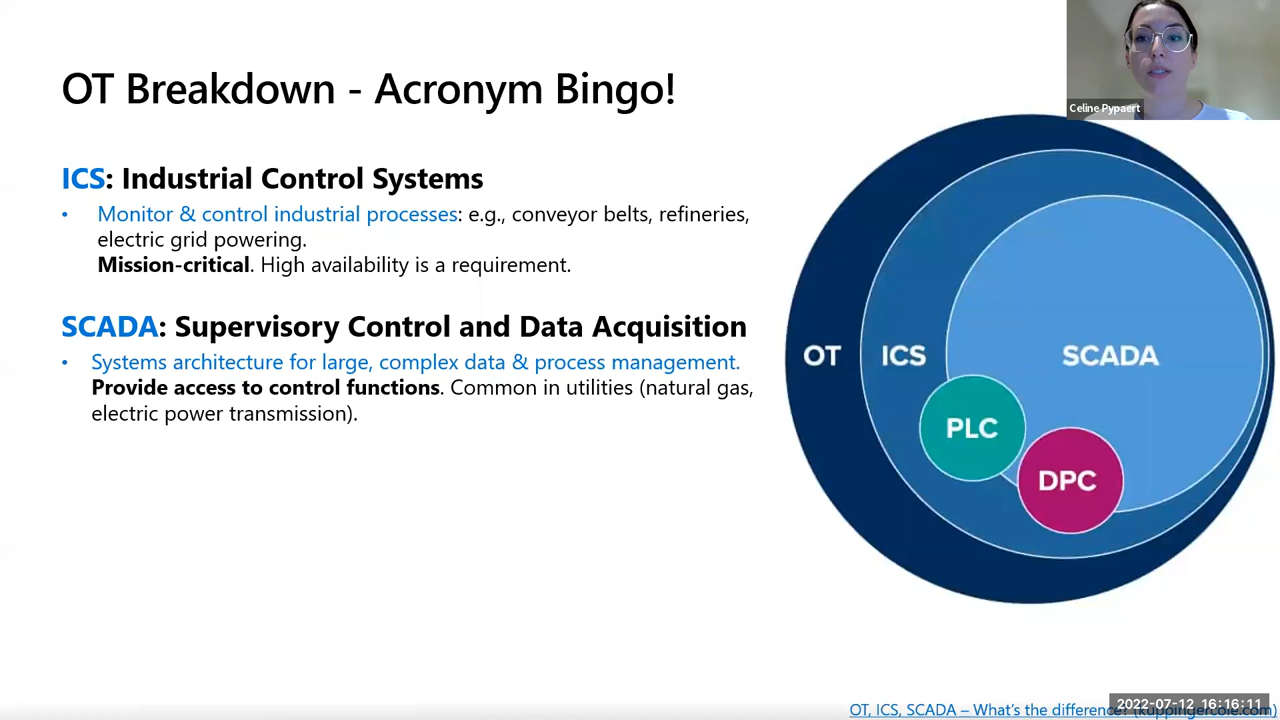 OT Breakdown - Acronym Bingo!
Celine Pypaert
ICS: Industrial Control Systems
• Monitor & control industrial processes: e.g., conveyor belts, refineries,
electric grid powering.
Mission-critical. High availability is a requirement.
SCADA: Supervisory Control and Data Acquisition
• Systems architecture for large, complex data & process management.
Provide access to control functions. Common in utilities (natural gas,
electric power transmission).
OT
ICS
SCADA
PLC
DPC
OT, ICS, SCADA – What's the difference? (kuppingercole.com)
2022-07-12 16:16:11